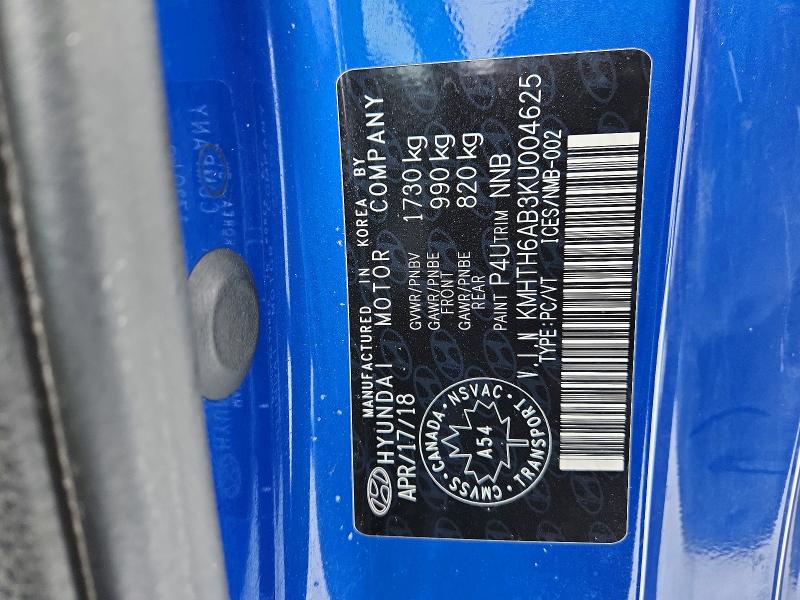 MANUFACTURED IN KOREA BY
HYUNDAI MOTOR COMPANY
APR/17/18
GVWR/PNBV 1730 kg
GAWR/PNBE FRONT 990 kg
GAWR/PNBE REAR 820 kg
PAINT P4U TRIM NNB
V.I.N KMHTH6AB3KU004625
TYPE:PC/VT ICES/NMB-002
CANADA · NSVAC · TRANSPORT · CMVSS ·
A54